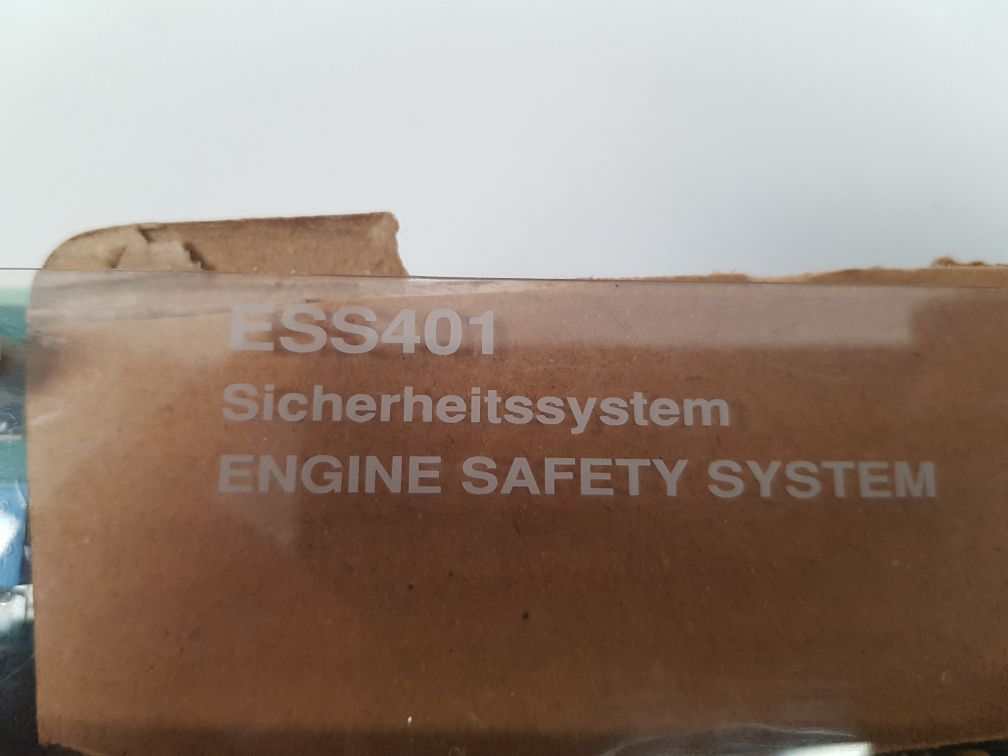 ESS401
Sicherheitssystem
ENGINE SAFETY SYSTEM